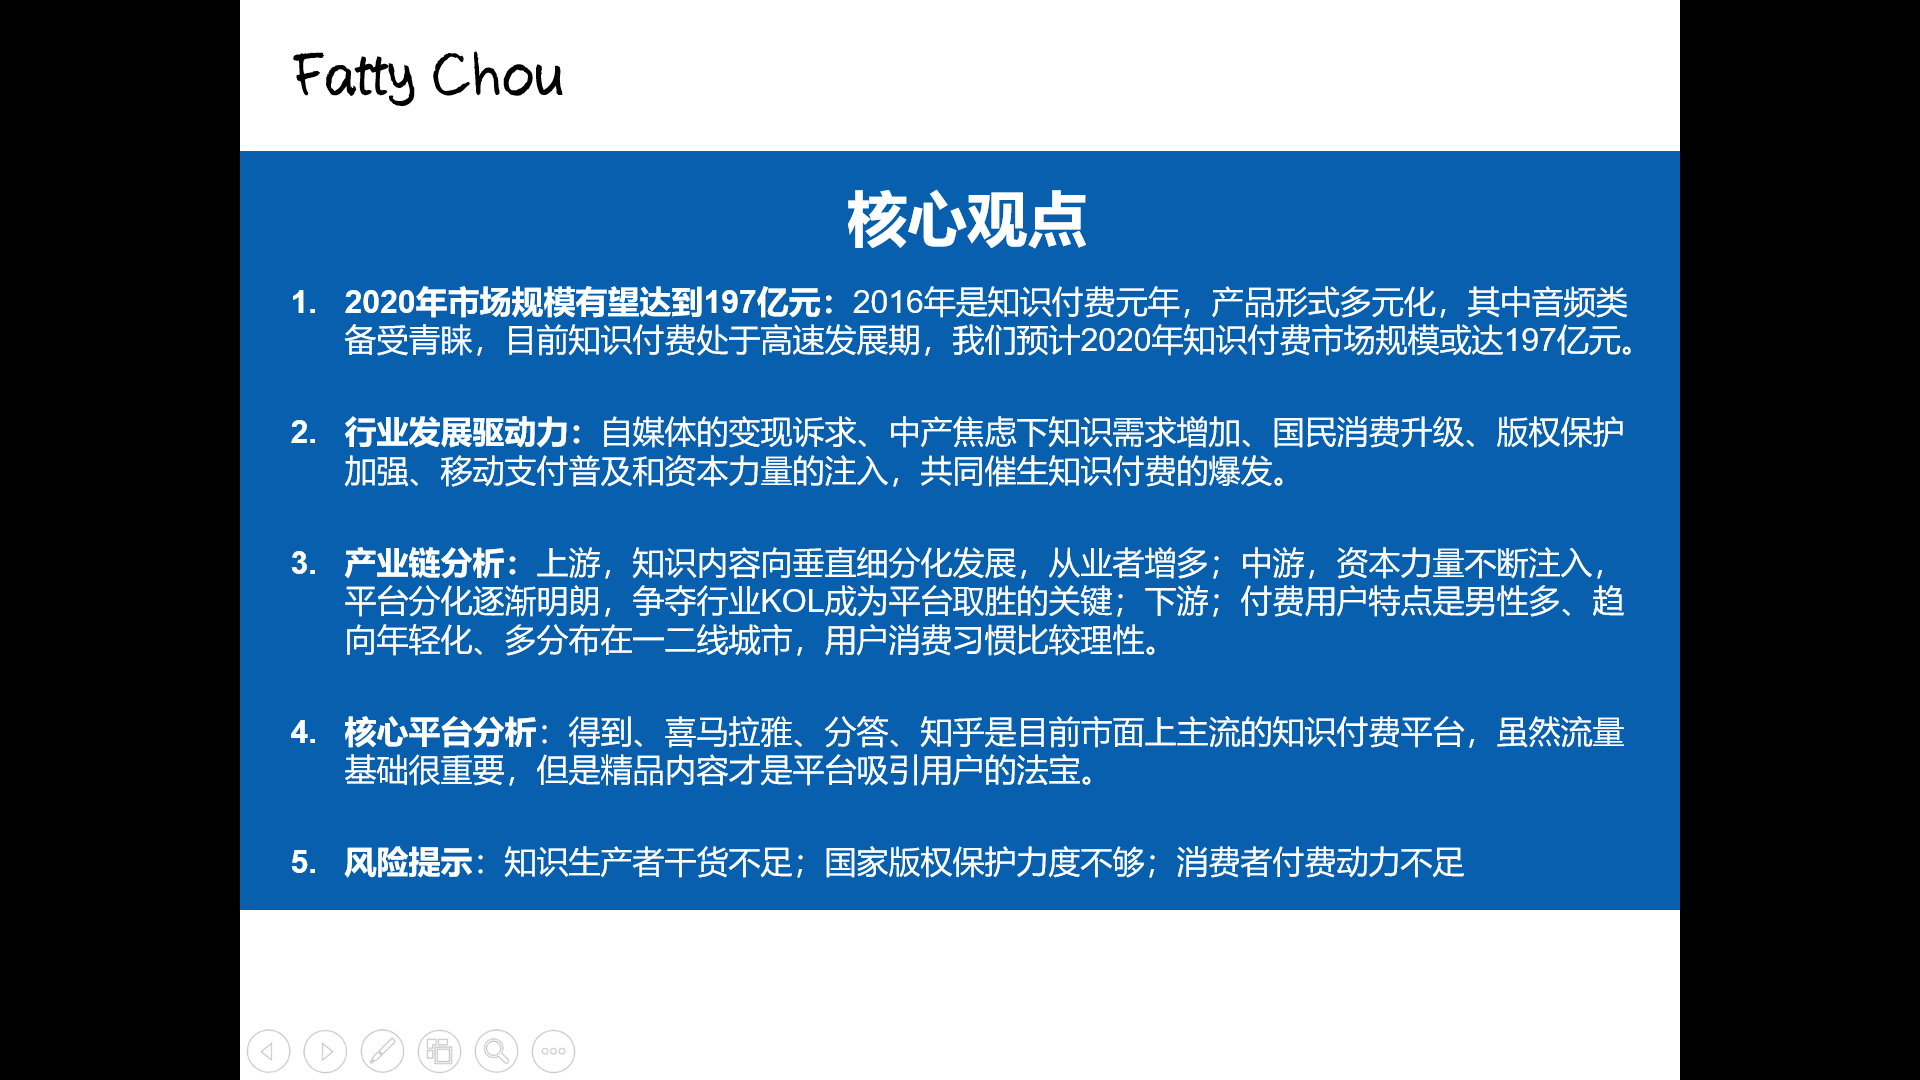 Fatty Chou
核心观点
1. 2020年市场规模有望达到197亿元：2016年是知识付费元年，产品形式多元化，其中音频类
备受青睐，目前知识付费处于高速发展期，我们预计2020年知识付费市场规模或达197亿元。
2. 行业发展驱动力：自媒体的变现诉求、中产焦虑下知识需求增加、国民消费升级、版权保护
加强、移动支付普及和资本力量的注入，共同催生知识付费的爆发。
3. 产业链分析：上游，知识内容向垂直细分化发展，从业者增多；中游，资本力量不断注入，
平台分化逐渐明朗，争夺行业KOL成为平台取胜的关键；下游；付费用户特点是男性多、趋
向年轻化、多分布在一二线城市，用户消费习惯比较理性。
4. 核心平台分析：得到、喜马拉雅、分答、知乎是目前市面上主流的知识付费平台，虽然流量
基础很重要，但是精品内容才是平台吸引用户的法宝。
5. 风险提示：知识生产者干货不足；国家版权保护力度不够；消费者付费动力不足